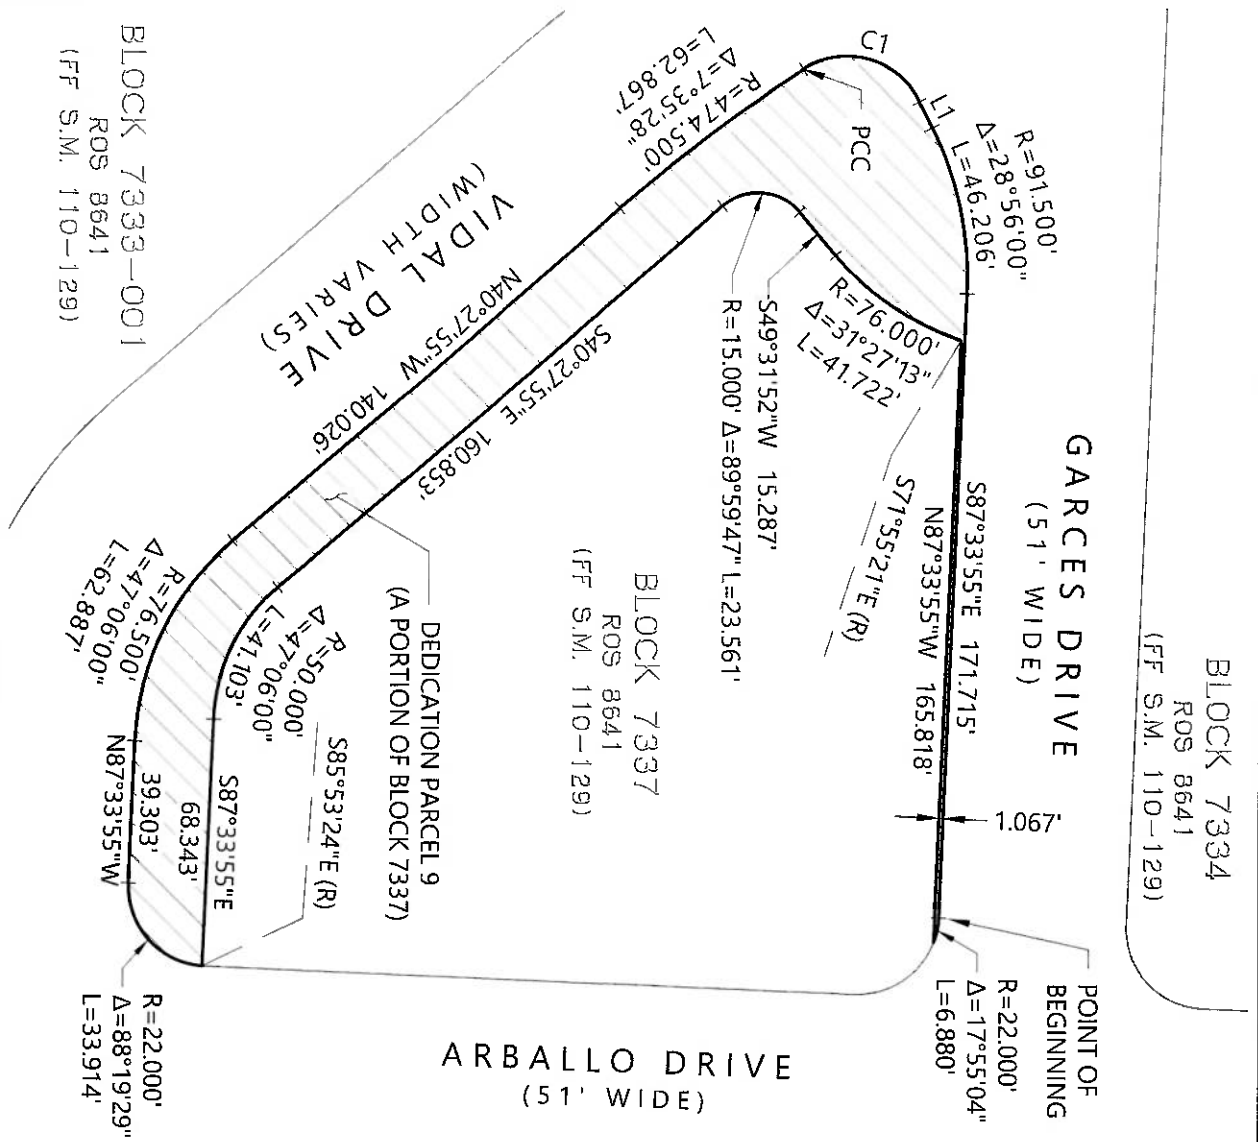 BLOCK 7333-001
ROS 8641
(FF S.M. 110-129)
R=474.500'
Δ=7°35'28"
L=62.867'
C1
L1
PCC
R=91.500'
Δ=28°56'00"
L=46.206'
VIDAL DRIVE
(WIDTH VARIES)
N40°27'55"W 140.026'
S40°27'55"E 160.853'
R=76.000'
Δ=31°27'13"
L=41.722'
S49°31'52"W 15.287'
R=15.000' Δ=89°59'47" L=23.561'
S71°55'21"E (R)
GARCES DRIVE
(51' WIDE)
S87°33'55"E 171.715'
N87°33'55"W 165.818'
BLOCK 7334
ROS 8641
(FF S.M. 110-129)
BLOCK 7337
ROS 8641
(FF S.M. 110-129)
DEDICATION PARCEL 9
(A PORTION OF BLOCK 7337)
1.067'
R=76.500'
Δ=47°06'00"
L=62.887'
R=50.000'
Δ=47°06'00"
L=41.103'
S85°53'24"E (R)
S87°33'55"E
68.343'
39.303'
N87°33'55"W
POINT OF
BEGINNING
R=22.000'
Δ=17°55'04"
L=6.880'
R=22.000'
Δ=88°19'29"
L=33.914'
ARBALLO DRIVE
(51' WIDE)